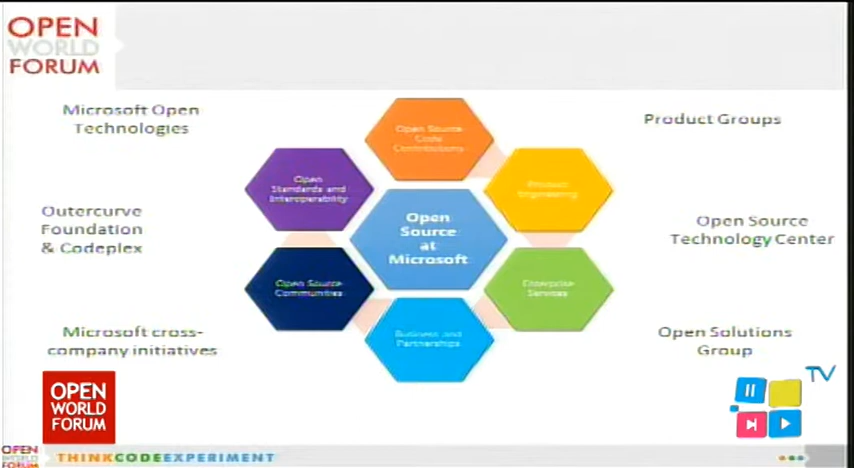 OPEN
WORLD
FORUM
Microsoft Open
Technologies
Open Source
Code
Contributions
Product Groups
Open
Standards and
Interoperability
Product
Engineering
Outercurve
Foundation
& Codeplex
Open
Source
at
Microsoft
Open Source
Technology Center
Open Source
Communities
Enterprise
Services
Microsoft cross-
company initiatives
Business and
Partnerships
Open Solutions
Group
TV
OPEN
WORLD
FORUM
OPEN
WORLD
FORUM
THINKCODEEXPERIMENT